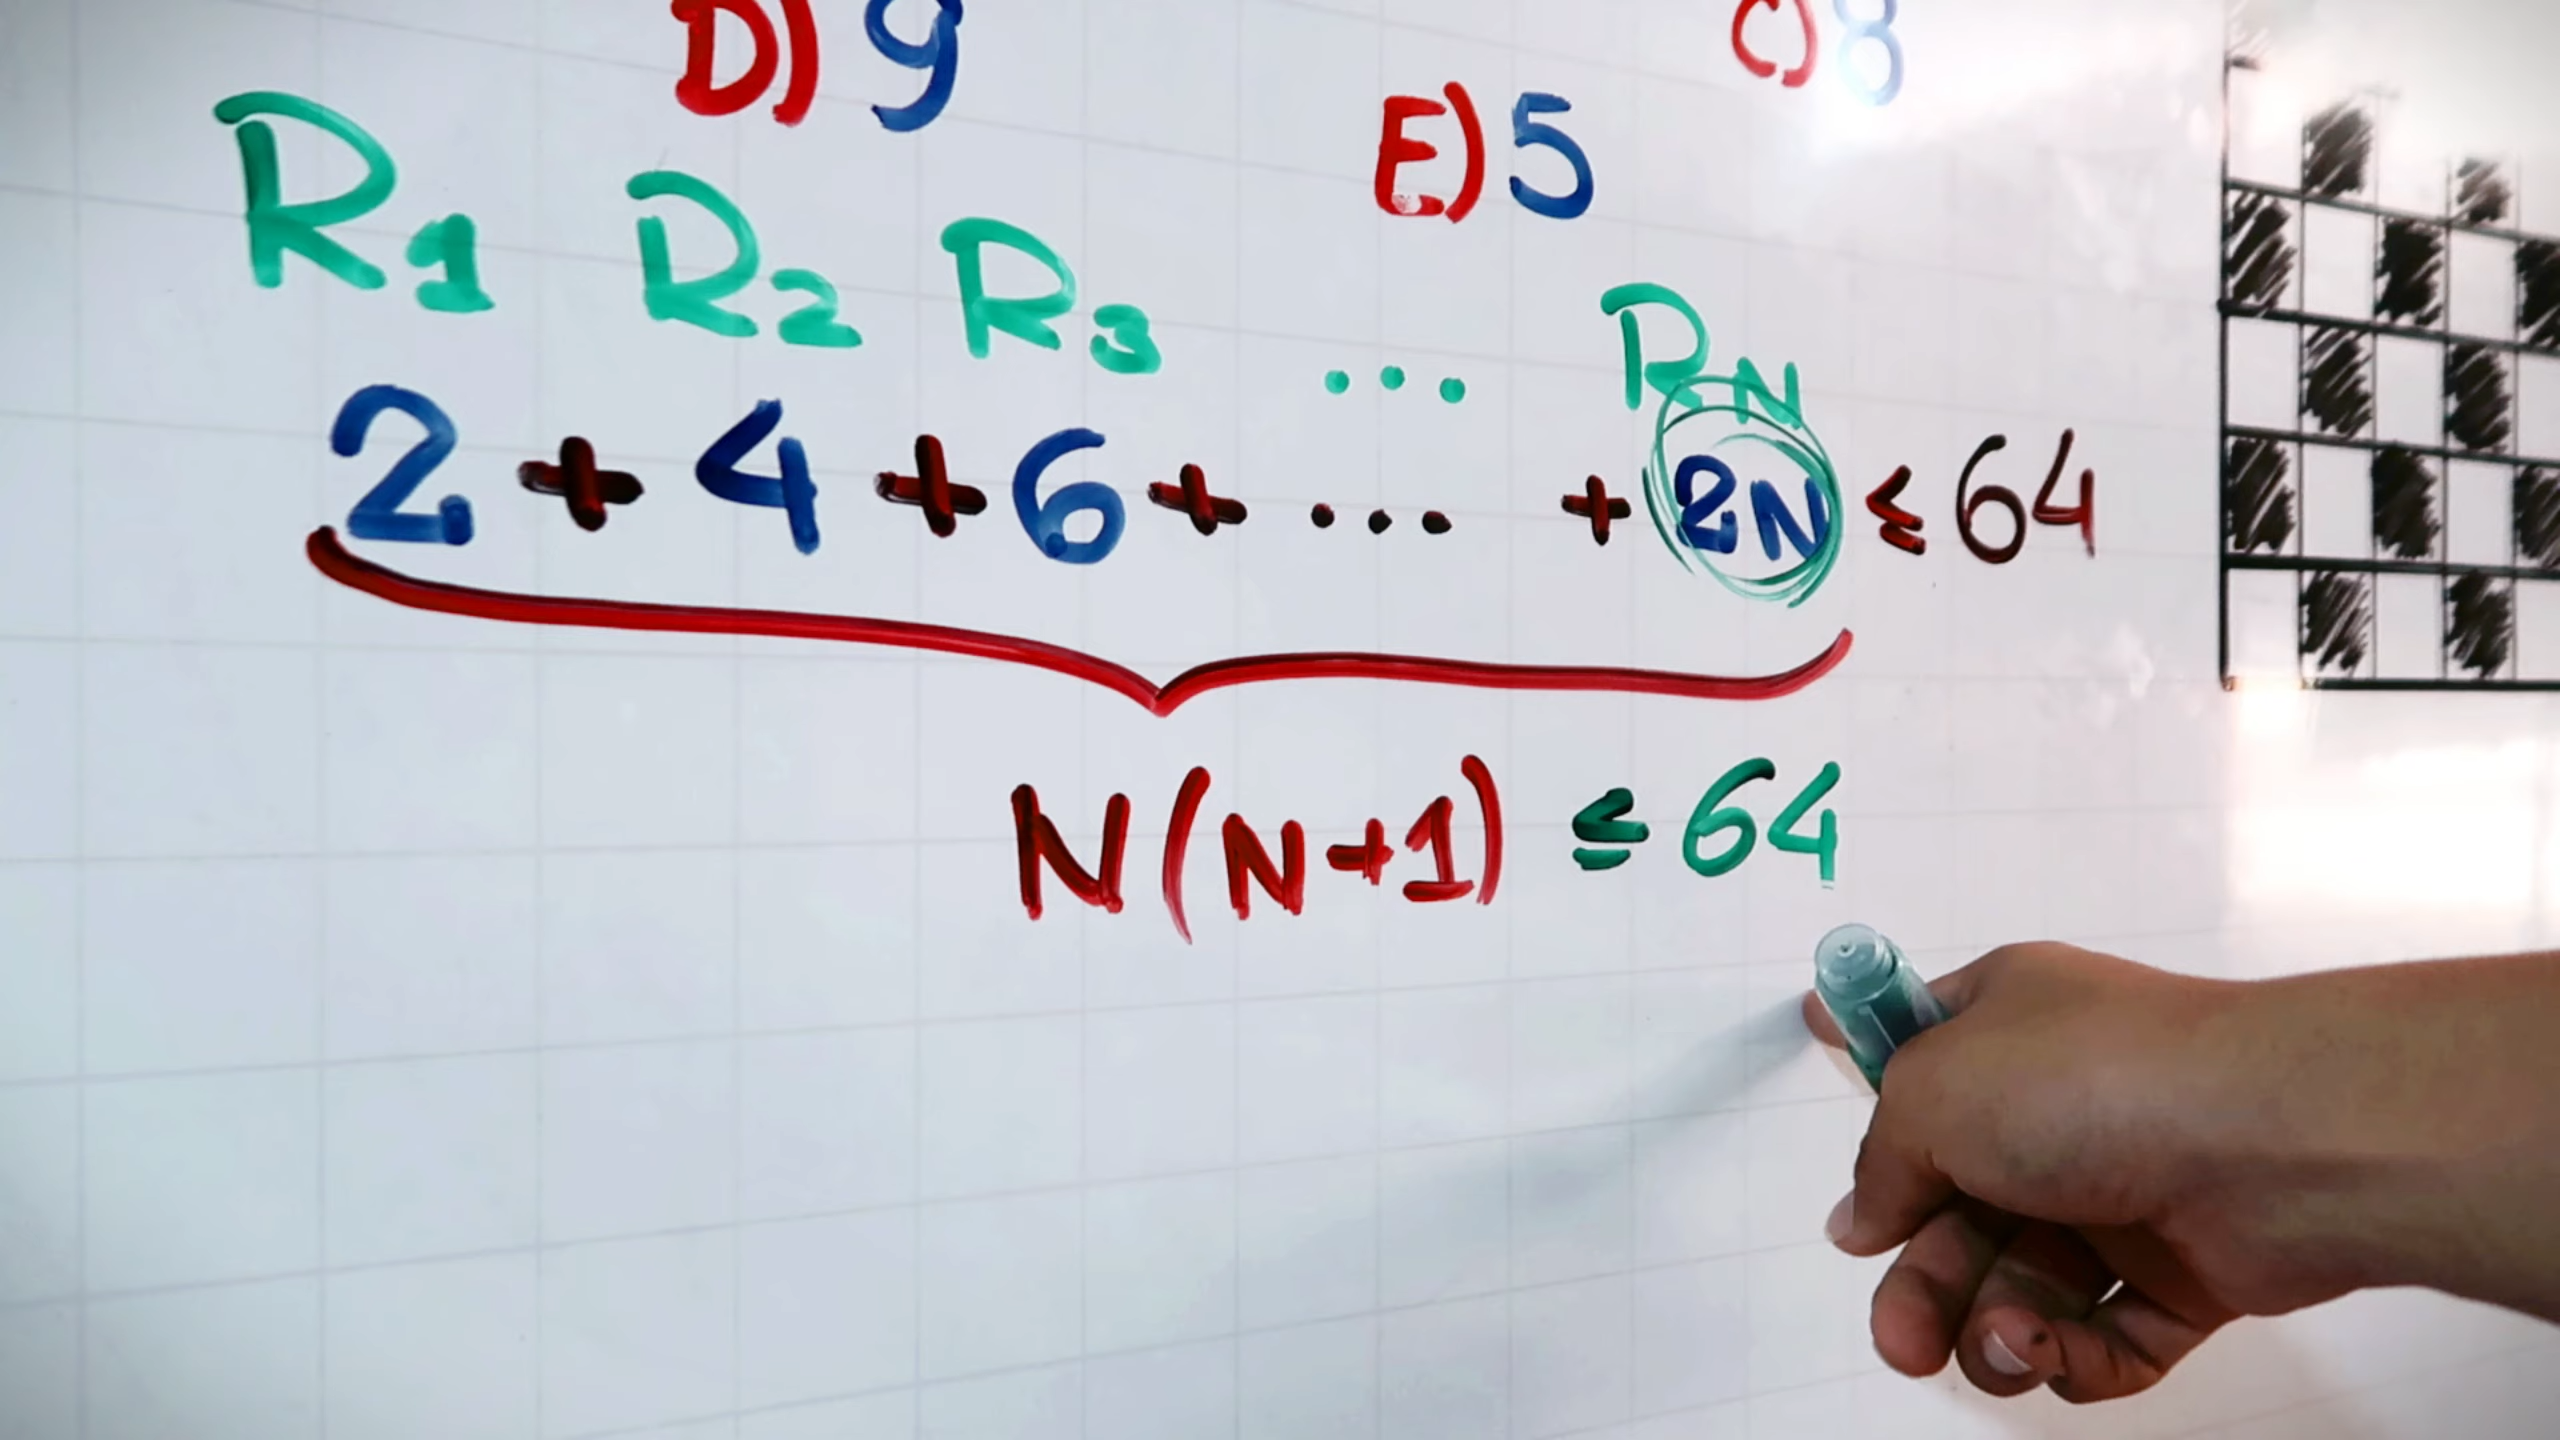 D) 9
C) 8
E) 5
R1 R2 R3 ... RN
2 + 4 + 6 + ... + 2N ≤ 64
N(N+1) ≤ 64